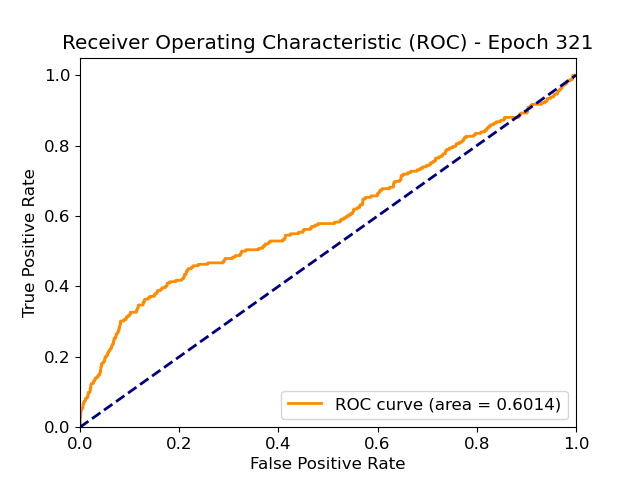 Receiver Operating Characteristic (ROC) - Epoch 321
True Positive Rate
1.0
0.8
0.6
0.4
0.2
0.0
ROC curve (area = 0.6014)
0.0 0.2 0.4 0.6 0.8 1.0
False Positive Rate